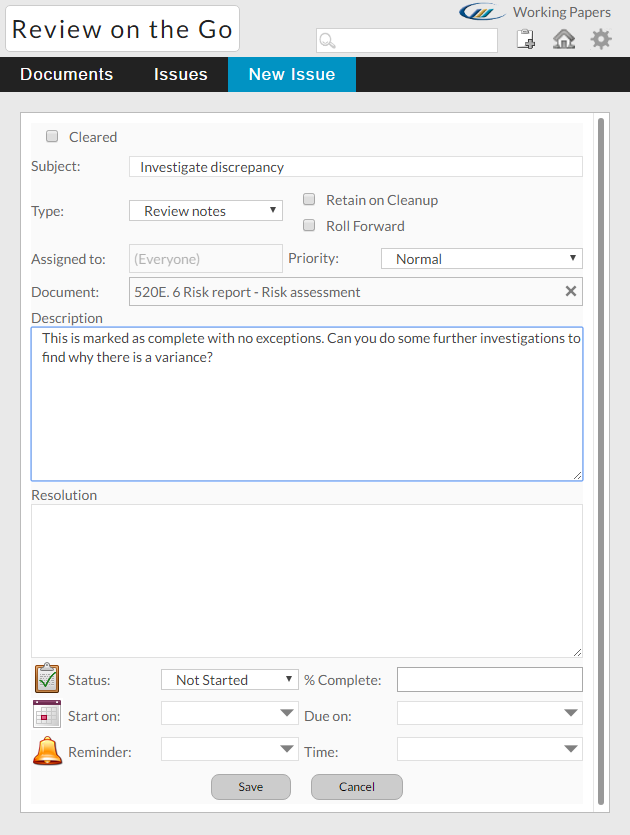 Review on the Go
Working Papers
Documents Issues New Issue
Cleared
Subject: Investigate discrepancy
Retain on Cleanup
Type: Review notes
Roll Forward
Assigned to: (Everyone) Priority: Normal
Document: 520E. 6 Risk report - Risk assessment
Description
This is marked as complete with no exceptions. Can you do some further investigations to
find why there is a variance?
Resolution
Status: Not Started % Complete:
Start on: Due on:
Reminder: Time:
Save Cancel